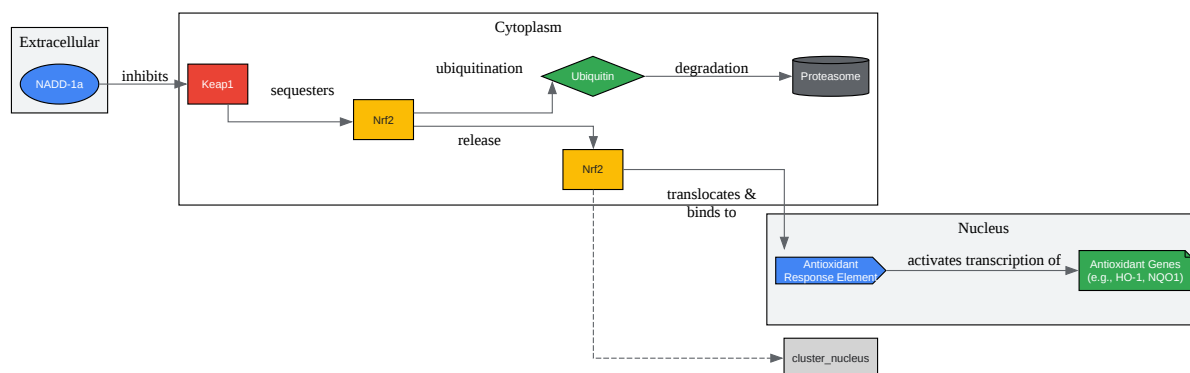 Extracellular
NADD-1a
inhibits
Cytoplasm
Keap1
sequesters
Nrf2
ubiquitination
Ubiquitin
degradation
Proteasome
release
Nrf2
translocates &
binds to
Nucleus
Antioxidant
Response Element
activates transcription of
Antioxidant Genes
(e.g., HO-1, NQO1)
cluster_nucleus